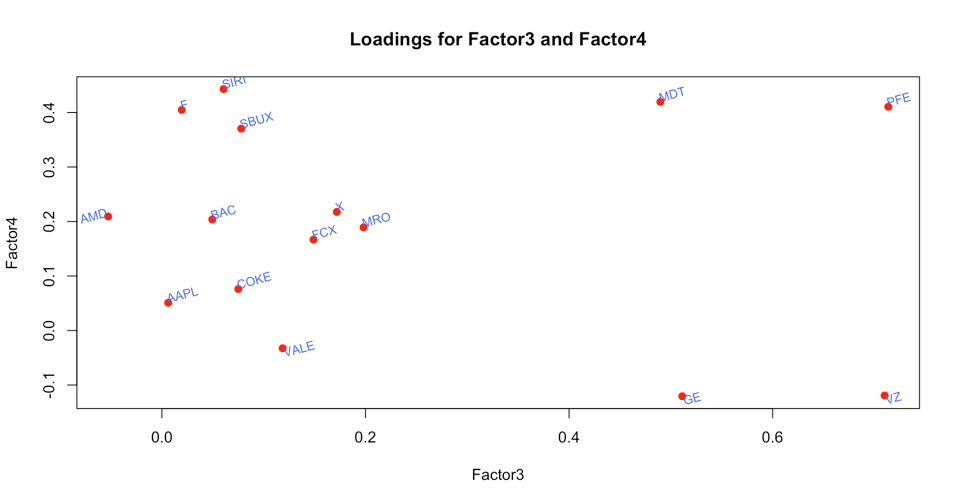 Loadings for Factor3 and Factor4
SIRI
F
SBUX
MDT
PFE
AMD
BAC
X
MRO
FCX
AAPL
COKE
VALE
GE
VZ
0.4
0.3
0.2
0.1
0.0
-0.1
Factor4
0.0
0.2
0.4
0.6
Factor3